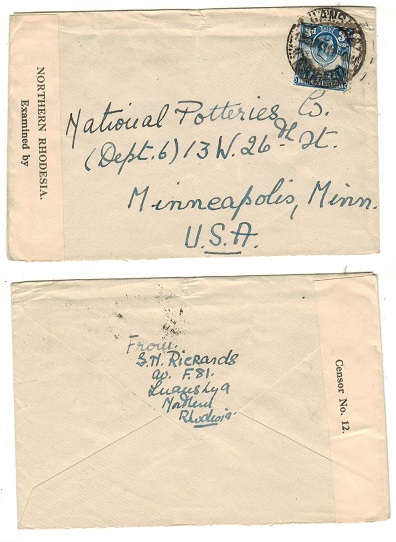 NORTHERN RHODESIA.
Examined by
National Potteries Co.
(Dept. 6) 13 W. 26th St.
Minneapolis, Minn.
U.S.A.
From.
S.H. Rickards
F. 81.
Luanshya
Northern
Rhodesia.
Censor No. 12.